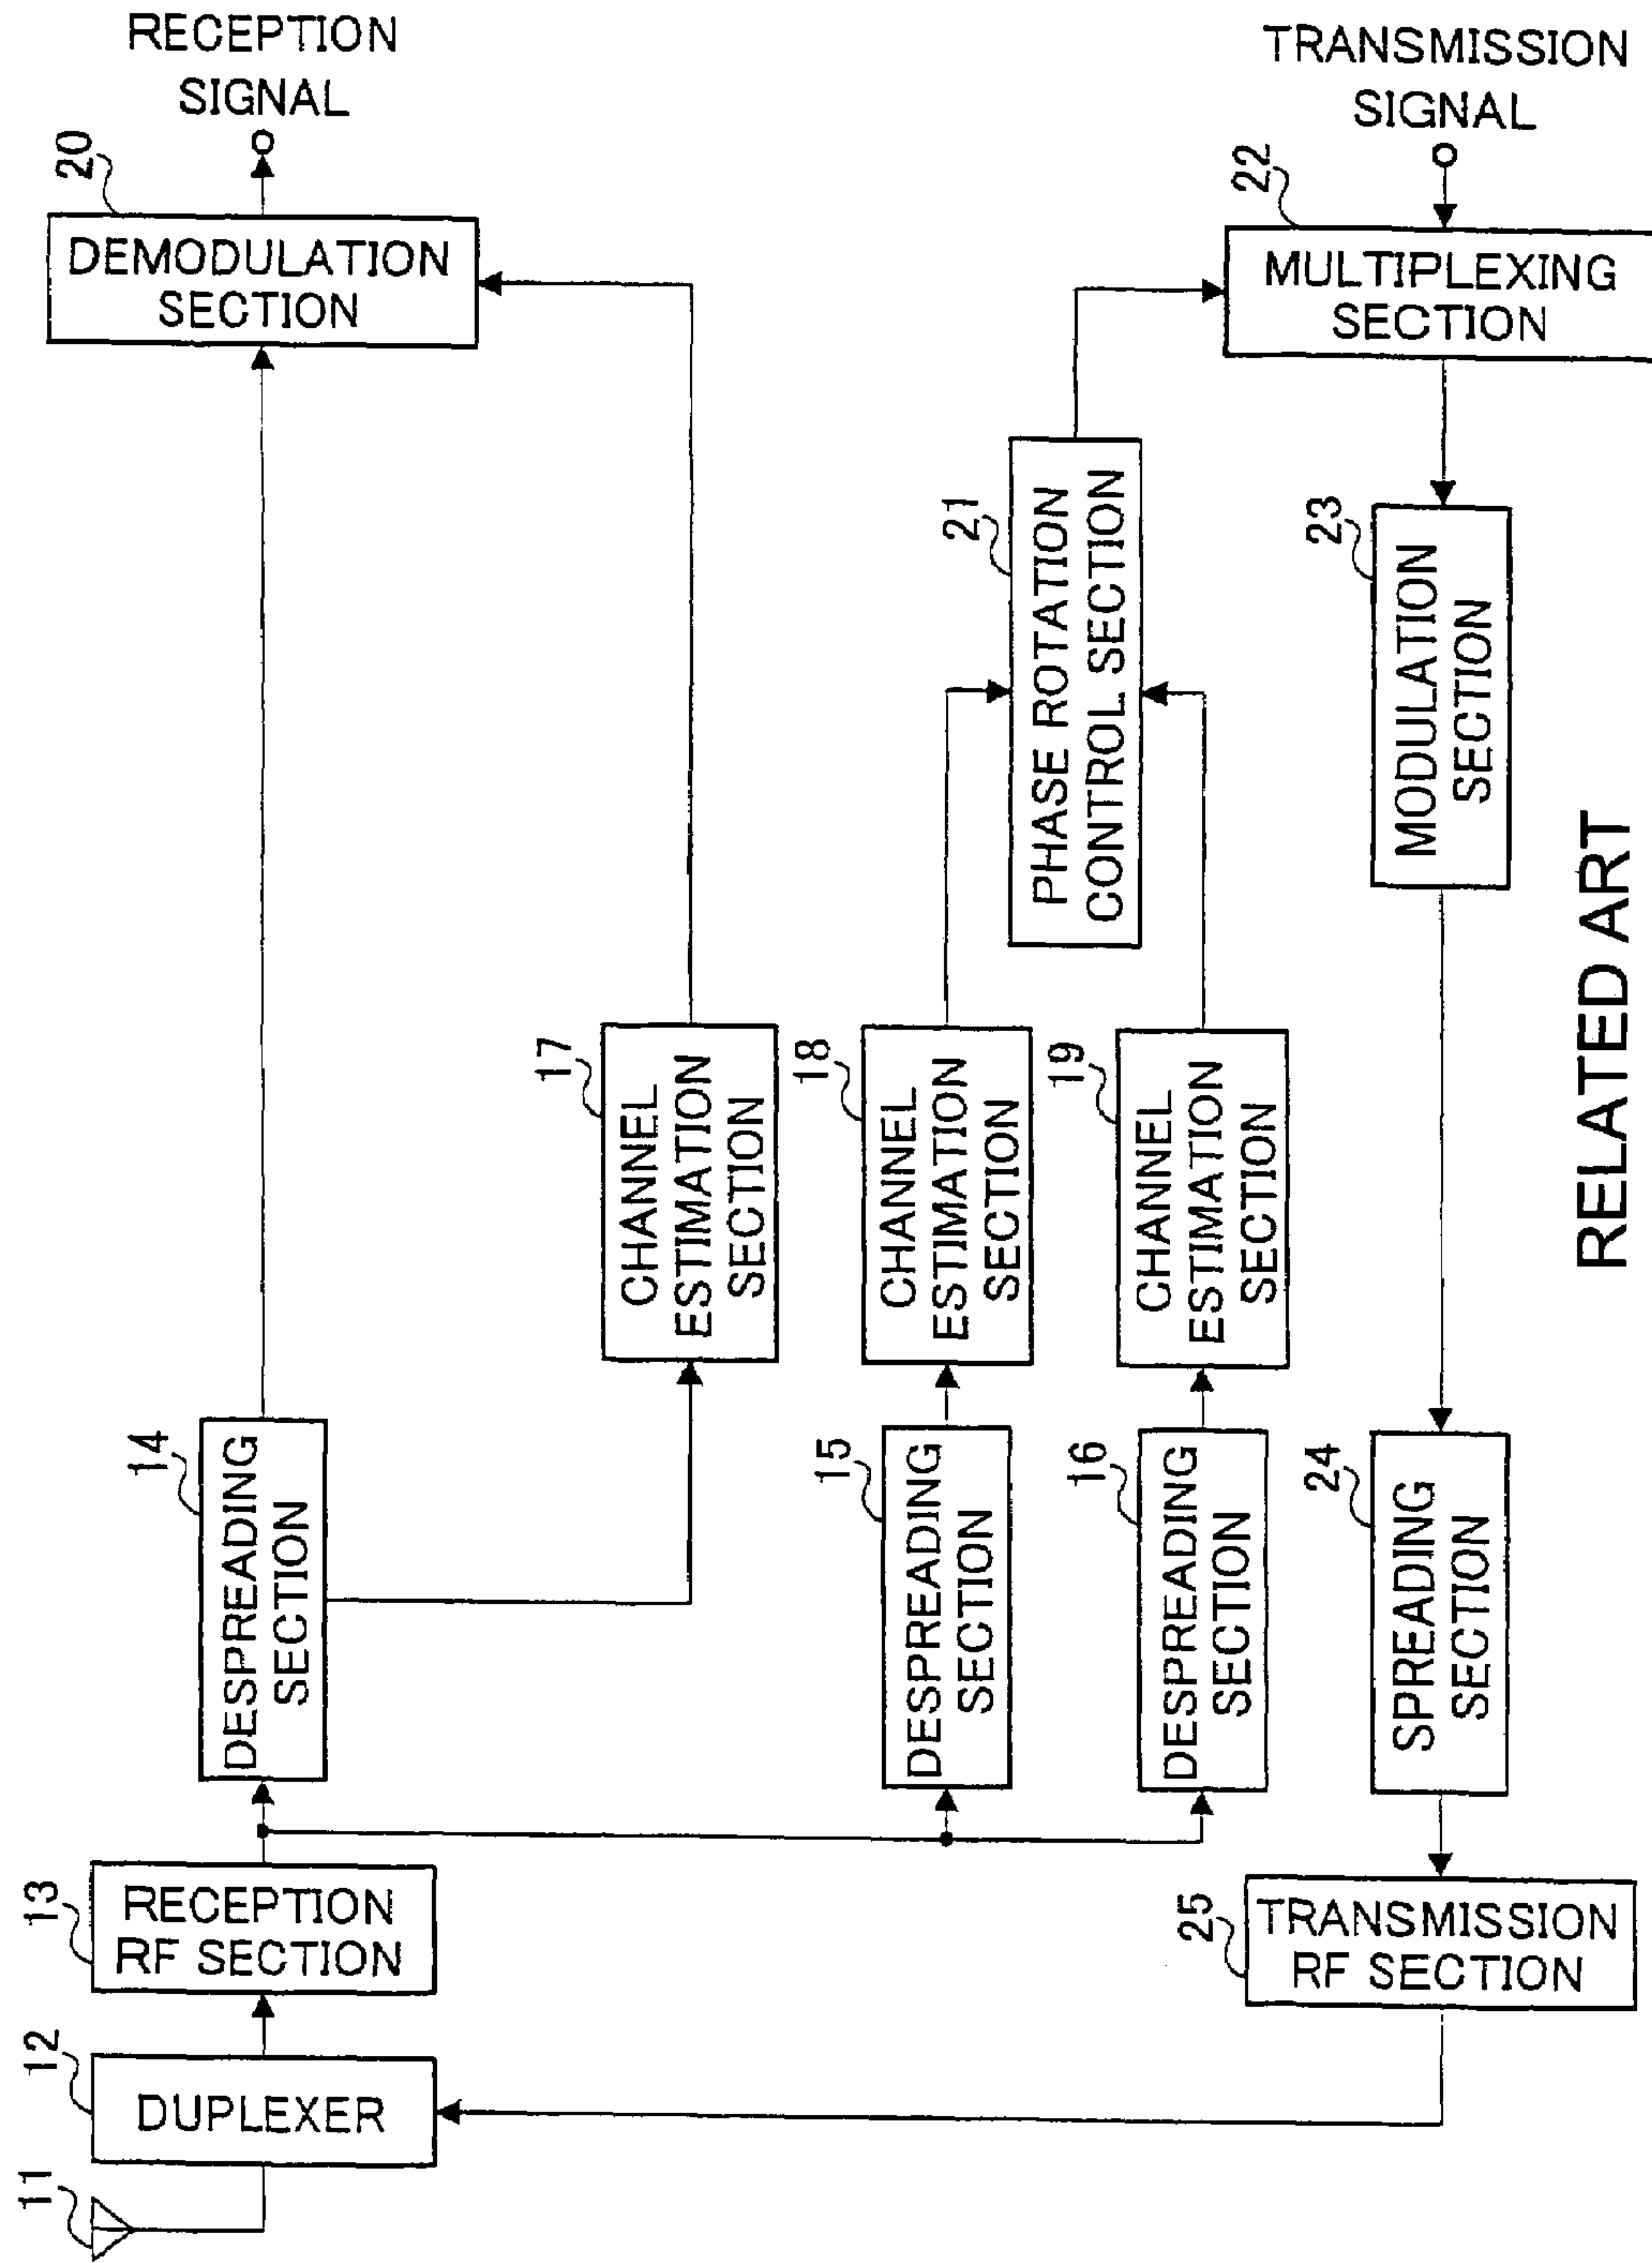 RECEPTION
SIGNAL
20
DEMODULATION
SECTION
TRANSMISSION
SIGNAL
22
MULTIPLEXING
SECTION
21
PHASE ROTATION
CONTROL SECTION
23
MODULATION
SECTION
17
CHANNEL
ESTIMATION
SECTION
18
CHANNEL
ESTIMATION
SECTION
19
CHANNEL
ESTIMATION
SECTION
14
DESPREADING
SECTION
15
DESPREADING
SECTION
16
DESPREADING
SECTION
24
SPREADING
SECTION
13
RECEPTION
RF SECTION
25
TRANSMISSION
RF SECTION
12
DUPLEXER
11
RELATED ART